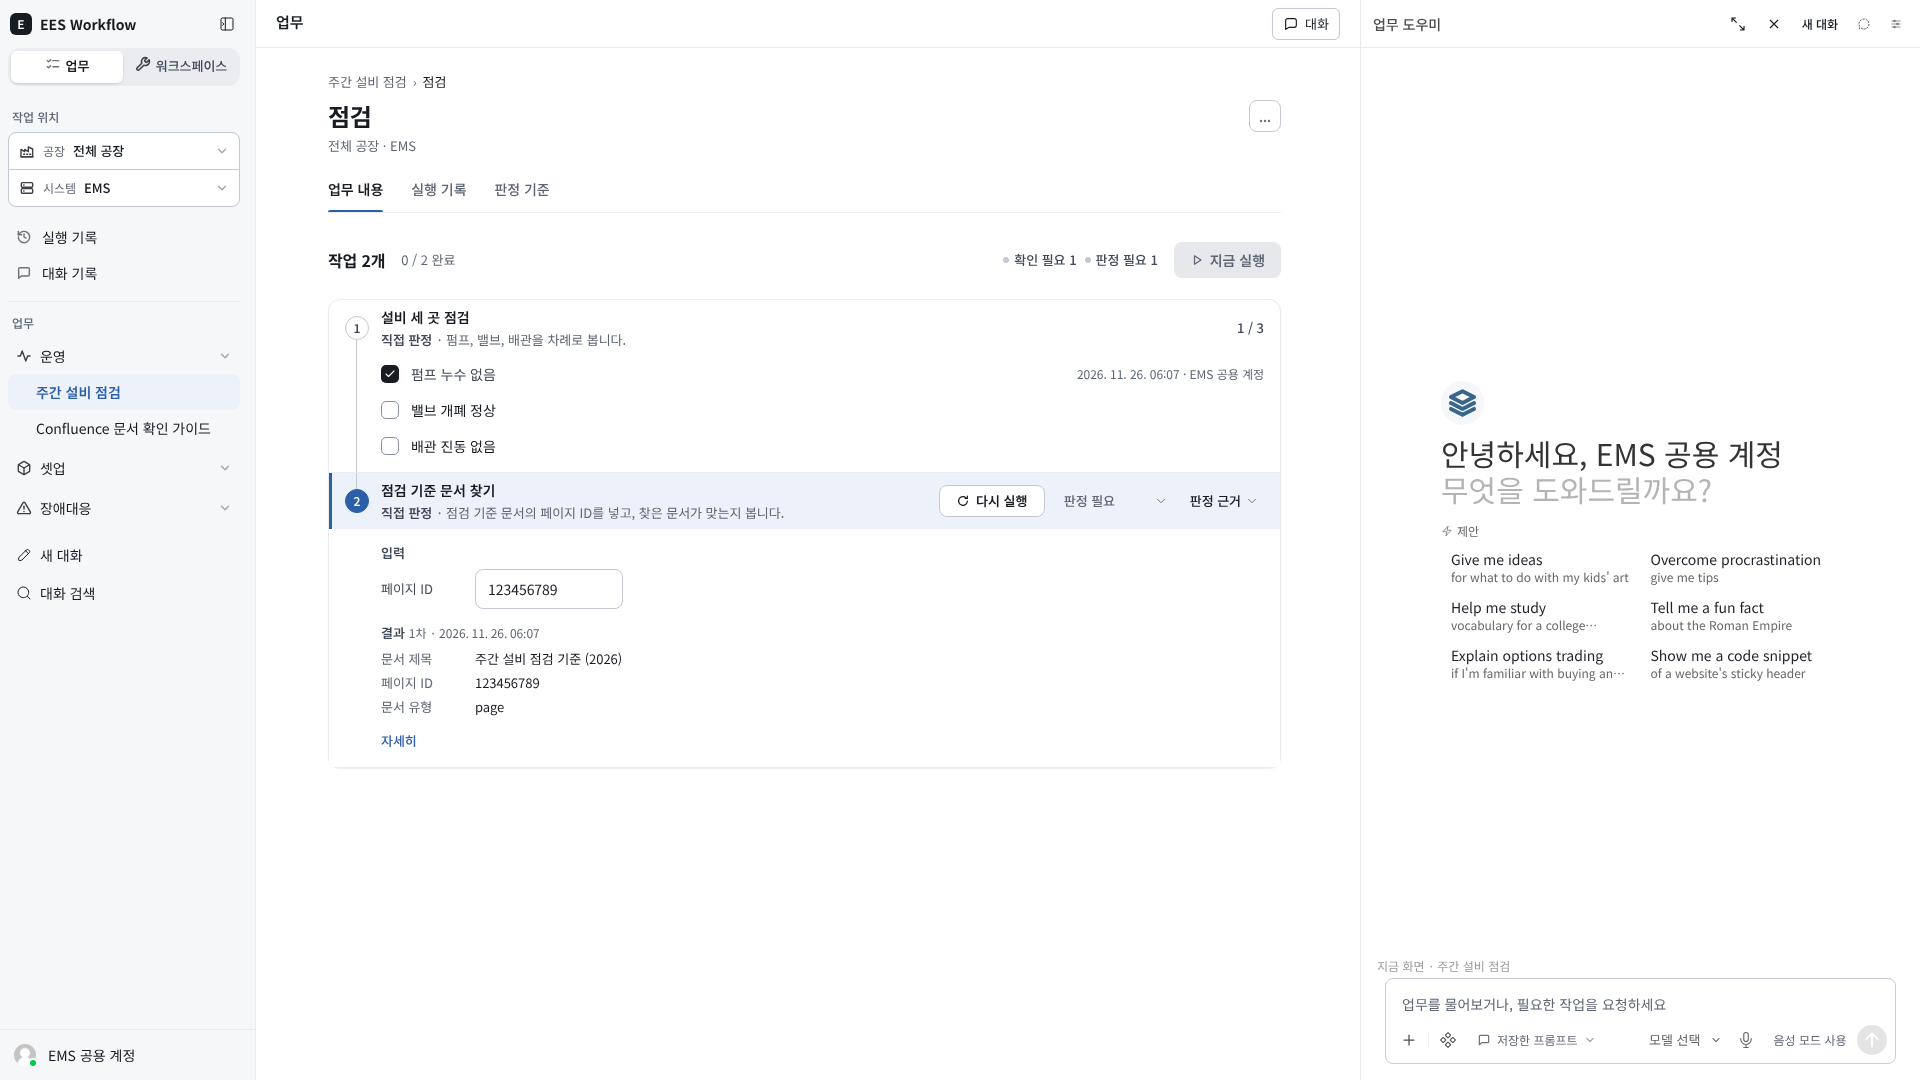 E EES Workflow
업무
워크스페이스
작업 위치
공장 전체 공장
시스템 EMS
실행 기록
대화 기록
업무
운영
주간 설비 점검
Confluence 문서 확인 가이드
셋업
장애대응
새 대화
대화 검색
EMS 공용 계정
업무
대화
주간 설비 점검 › 점검
점검
...
전체 공장 · EMS
업무 내용
실행 기록
판정 기준
작업 2개 0 / 2 완료
확인 필요 1
판정 필요 1
지금 실행
1 설비 세 곳 점검
직접 판정 · 펌프, 밸브, 배관을 차례로 봅니다.
1 / 3
펌프 누수 없음
2026. 11. 26. 06:07 · EMS 공용 계정
밸브 개폐 정상
배관 진동 없음
2 점검 기준 문서 찾기
직접 판정 · 점검 기준 문서의 페이지 ID를 넣고, 찾은 문서가 맞는지 봅니다.
다시 실행
판정 필요
판정 근거
입력
페이지 ID 123456789
결과 1차 · 2026. 11. 26. 06:07
문서 제목 주간 설비 점검 기준 (2026)
페이지 ID 123456789
문서 유형 page
자세히
업무 도우미
새 대화
안녕하세요, EMS 공용 계정
무엇을 도와드릴까요?
제안
Give me ideas
for what to do with my kids' art
Overcome procrastination
give me tips
Help me study
vocabulary for a college…
Tell me a fun fact
about the Roman Empire
Explain options trading
if I'm familiar with buying an…
Show me a code snippet
of a website's sticky header
지금 화면 · 주간 설비 점검
업무를 물어보거나, 필요한 작업을 요청하세요
저장한 프롬프트
모델 선택
음성 모드 사용